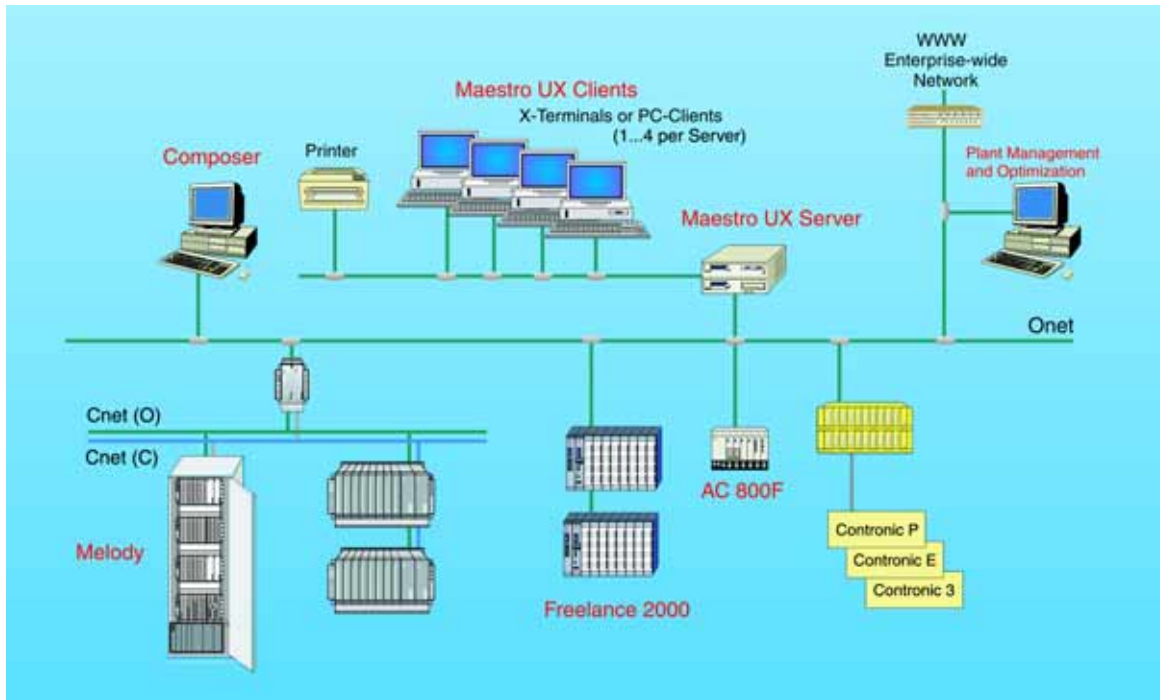 WWW
Enterprise-wide
Network
Maestro UX Clients
X-Terminals or PC-Clients
(1...4 per Server)
Composer
Printer
Plant Management
and Optimization
Maestro UX Server
Onet
Cnet (O)
Cnet (C)
AC 800F
Melody
Contronic P
Contronic E
Contronic 3
Freelance 2000